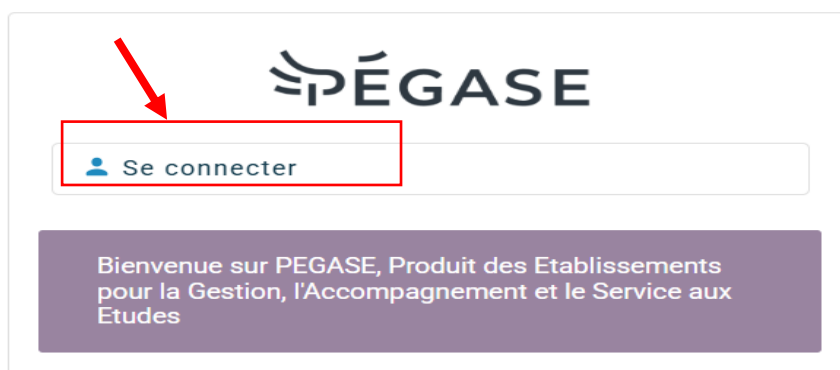 PÉGASE
Se connecter
Bienvenue sur PEGASE, Produit des Etablissements
pour la Gestion, l'Accompagnement et le Service aux
Etudes